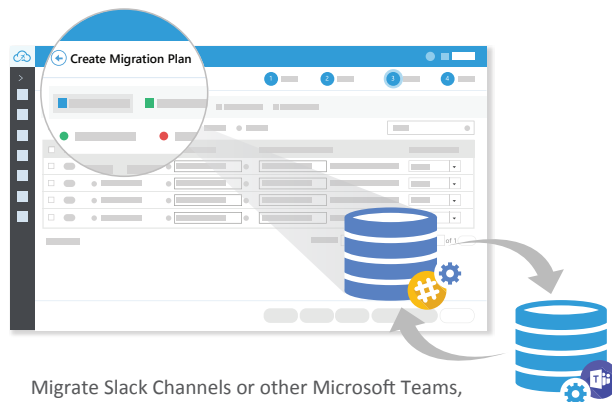 Create Migration Plan
1 2 3 4
of 1
Migrate Slack Channels or other Microsoft Teams,